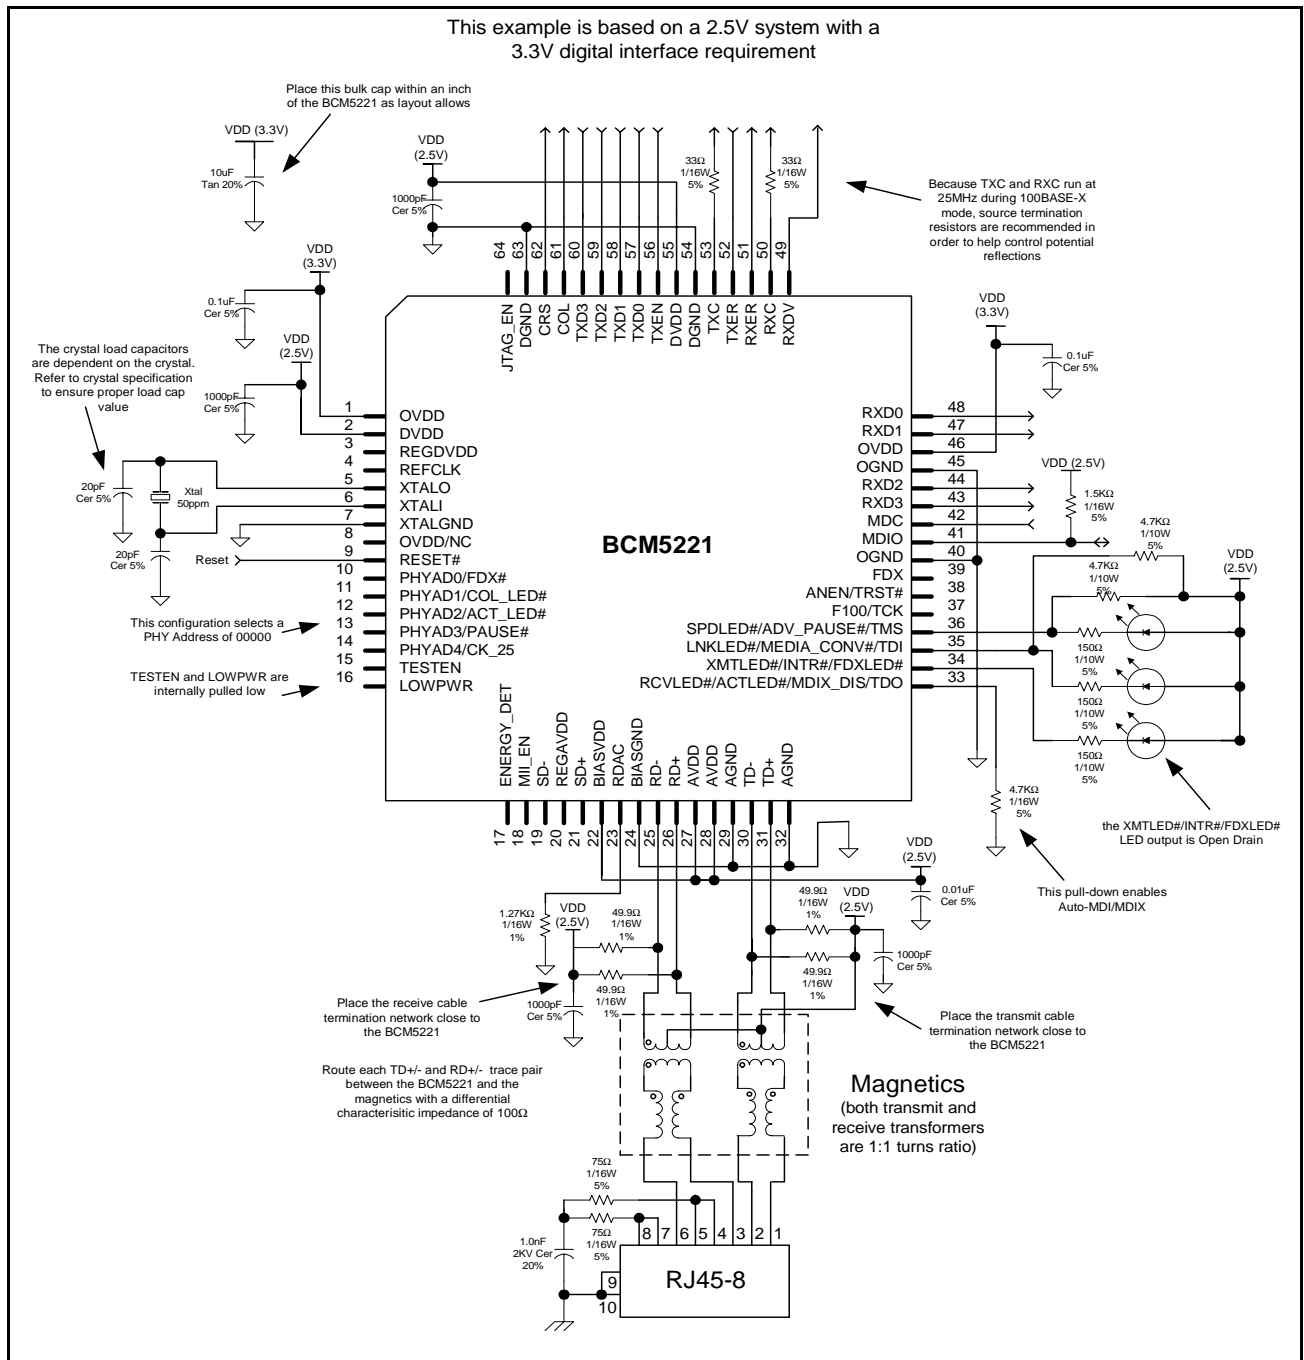 This example is based on a 2.5V system with a
3.3V digital interface requirement
Place this bulk cap within an inch
of the BCM5221 as layout allows
VDD (3.3V)
10uF
Tan 20%
VDD
(2.5V)
1000pF
Cer 5%
33Ω
1/16W
5%
33Ω
1/16W
5%
Because TXC and RXC run at
25MHz during 100BASE-X
mode, source termination
resistors are recommended in
order to help control potential
reflections
64
63
62
61
60
59
58
57
56
55
54
53
52
51
50
49
JTAG_EN
DGND
CRS
COL
TXD3
TXD2
TXD1
TXD0
TXEN
DVDD
DGND
TXC
TXER
RXER
RXC
RXDV
VDD
(3.3V)
0.1uF
Cer 5%
VDD
(2.5V)
1000pF
Cer 5%
The crystal load capacitors
are dependent on the crystal.
Refer to crystal specification
to ensure proper load cap
value
20pF
Cer 5%
Xtal
50ppm
20pF
Cer 5%
Reset
This configuration selects a
PHY Address of 00000
TESTEN and LOWPWR are
internally pulled low
1 OVDD
2 DVDD
3 REGDVDD
4 REFCLK
5 XTALO
6 XTALI
7 XTALGND
8 OVDD/NC
9 RESET#
10 PHYAD0/FDX#
11 PHYAD1/COL_LED#
12 PHYAD2/ACT_LED#
13 PHYAD3/PAUSE#
14 PHYAD4/CK_25
15 TESTEN
16 LOWPWR
BCM5221
RXD0 48
RXD1 47
OVDD 46
OGND 45
RXD2 44
RXD3 43
MDC 42
MDIO 41
OGND 40
FDX 39
ANEN/TRST# 38
F100/TCK 37
SPDLED#/ADV_PAUSE#/TMS 36
LNKLED#/MEDIA_CONV#/TDI 35
XMTLED#/INTR#/FDXLED# 34
RCVLED#/ACTLED#/MDIX_DIS/TDO 33
VDD
(3.3V)
0.1uF
Cer 5%
VDD (2.5V)
1.5KΩ
1/16W
5%
4.7KΩ
1/10W
5%
4.7KΩ
1/10W
5%
VDD
(2.5V)
150Ω
1/10W
5%
150Ω
1/10W
5%
150Ω
1/10W
5%
4.7KΩ
1/16W
5%
the XMTLED#/INTR#/FDXLED#
LED output is Open Drain
This pull-down enables
Auto-MDI/MDIX
ENERGY_DET
MII_EN
SD-
REGAVDD
SD+
BIASVDD
RDAC
BIASGND
RD-
RD+
AVDD
AVDD
AGND
TD-
TD+
AGND
17
18
19
20
21
22
23
24
25
26
27
28
29
30
31
32
VDD
(2.5V)
0.01uF
Cer 5%
1.27KΩ
1/16W
1%
VDD
(2.5V)
49.9Ω
1/16W
1%
49.9Ω
1/16W
1%
1000pF
Cer 5%
49.9Ω
1/16W
1%
VDD
(2.5V)
49.9Ω
1/16W
1%
1000pF
Cer 5%
Place the receive cable
termination network close to
the BCM5221
Place the transmit cable
termination network close to
the BCM5221
Route each TD+/- and RD+/- trace pair
between the BCM5221 and the
magnetics with a differential
characterisitic impedance of 100Ω
Magnetics
(both transmit and
receive transformers
are 1:1 turns ratio)
75Ω
1/16W
5%
75Ω
1/16W
5%
1.0nF
2KV Cer
20%
8 7 6 5 4 3 2 1
9
10
RJ45-8